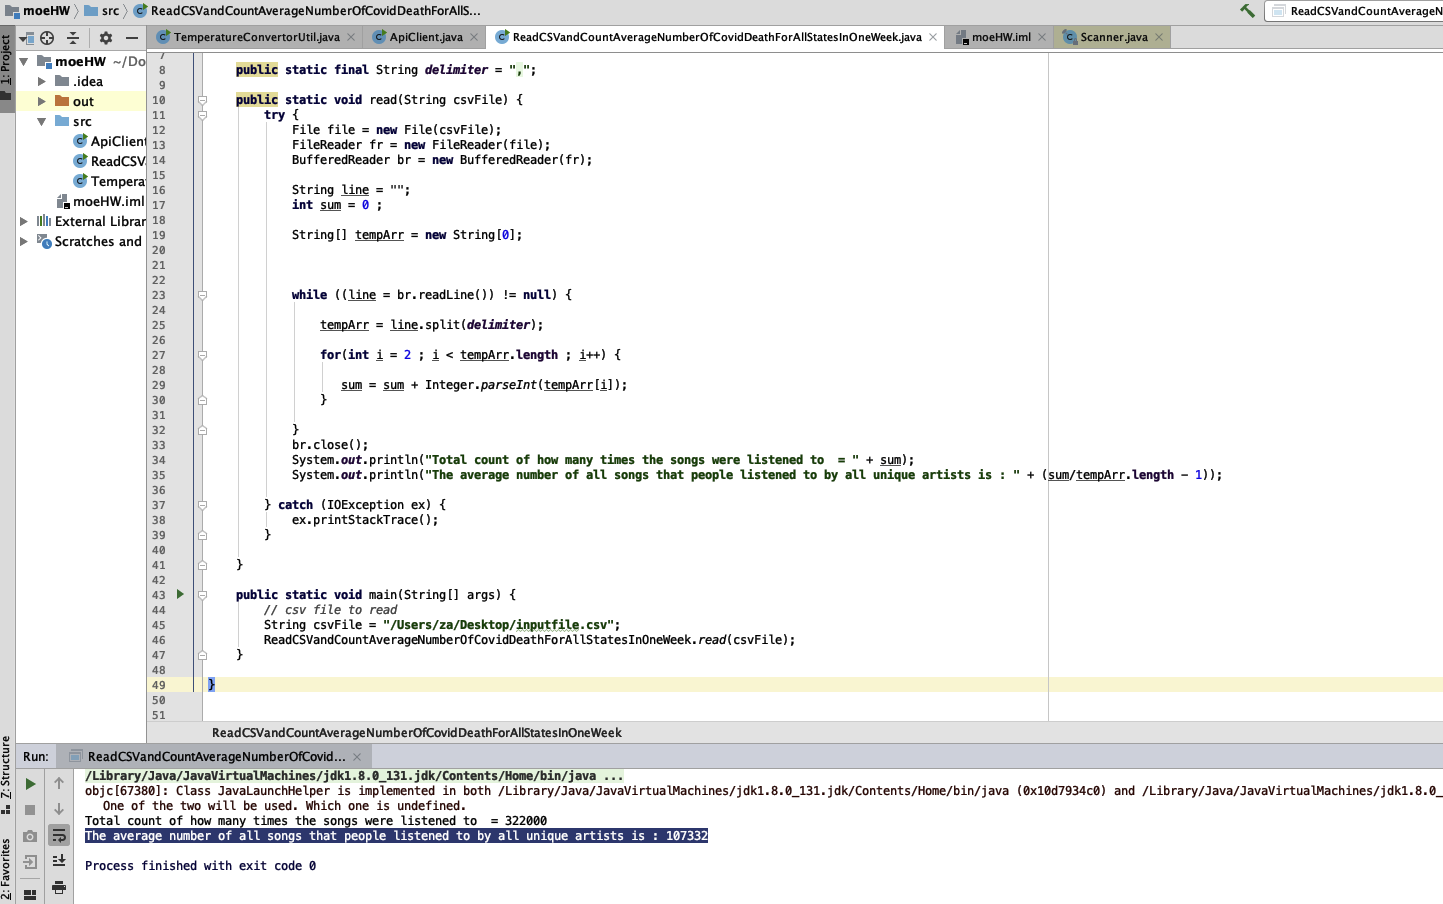 moeHW
src
ReadCSVandCountAverageNumberOfCovidDeathForAllS...
ReadCSVandCountAverageN
1: Project
TemperatureConvertorUtil.java
ApiClient.java
ReadCSVandCountAverageNumberOfCovidDeathForAllStatesInOneWeek.java
moeHW.iml
Scanner.java
moeHW ~/Do
.idea
out
src
ApiClient
ReadCSV
Tempera
moeHW.iml
External Librar
Scratches and
7
8 public static final String delimiter = ",";
9
10 public static void read(String csvFile) {
11 try {
12 File file = new File(csvFile);
13 FileReader fr = new FileReader(file);
14 BufferedReader br = new BufferedReader(fr);
15
16 String line = "";
17 int sum = 0 ;
18
19 String[] tempArr = new String[0];
20
21
22
23 while ((line = br.readLine()) != null) {
24
25 tempArr = line.split(delimiter);
26
27 for(int i = 2 ; i < tempArr.length ; i++) {
28
29 sum = sum + Integer.parseInt(tempArr[i]);
30 }
31
32 }
33 br.close();
34 System.out.println("Total count of how many times the songs were listened to  = " + sum);
35 System.out.println("The average number of all songs that people listened to by all unique artists is : " + (sum/tempArr.length - 1));
36
37 } catch (IOException ex) {
38 ex.printStackTrace();
39 }
40
41 }
42
43 public static void main(String[] args) {
44 // csv file to read
45 String csvFile = "/Users/za/Desktop/inputfile.csv";
46 ReadCSVandCountAverageNumberOfCovidDeathForAllStatesInOneWeek.read(csvFile);
47 }
48
49 }
50
51
ReadCSVandCountAverageNumberOfCovidDeathForAllStatesInOneWeek
Run:
ReadCSVandCountAverageNumberOfCovid...
/Library/Java/JavaVirtualMachines/jdk1.8.0_131.jdk/Contents/Home/bin/java ...
objc[67380]: Class JavaLaunchHelper is implemented in both /Library/Java/JavaVirtualMachines/jdk1.8.0_131.jdk/Contents/Home/bin/java (0x10d7934c0) and /Library/Java/JavaVirtualMachines/jdk1.8.0_
One of the two will be used. Which one is undefined.
Total count of how many times the songs were listened to  = 322000
The average number of all songs that people listened to by all unique artists is : 107332
Process finished with exit code 0
Z: Structure
2: Favorites